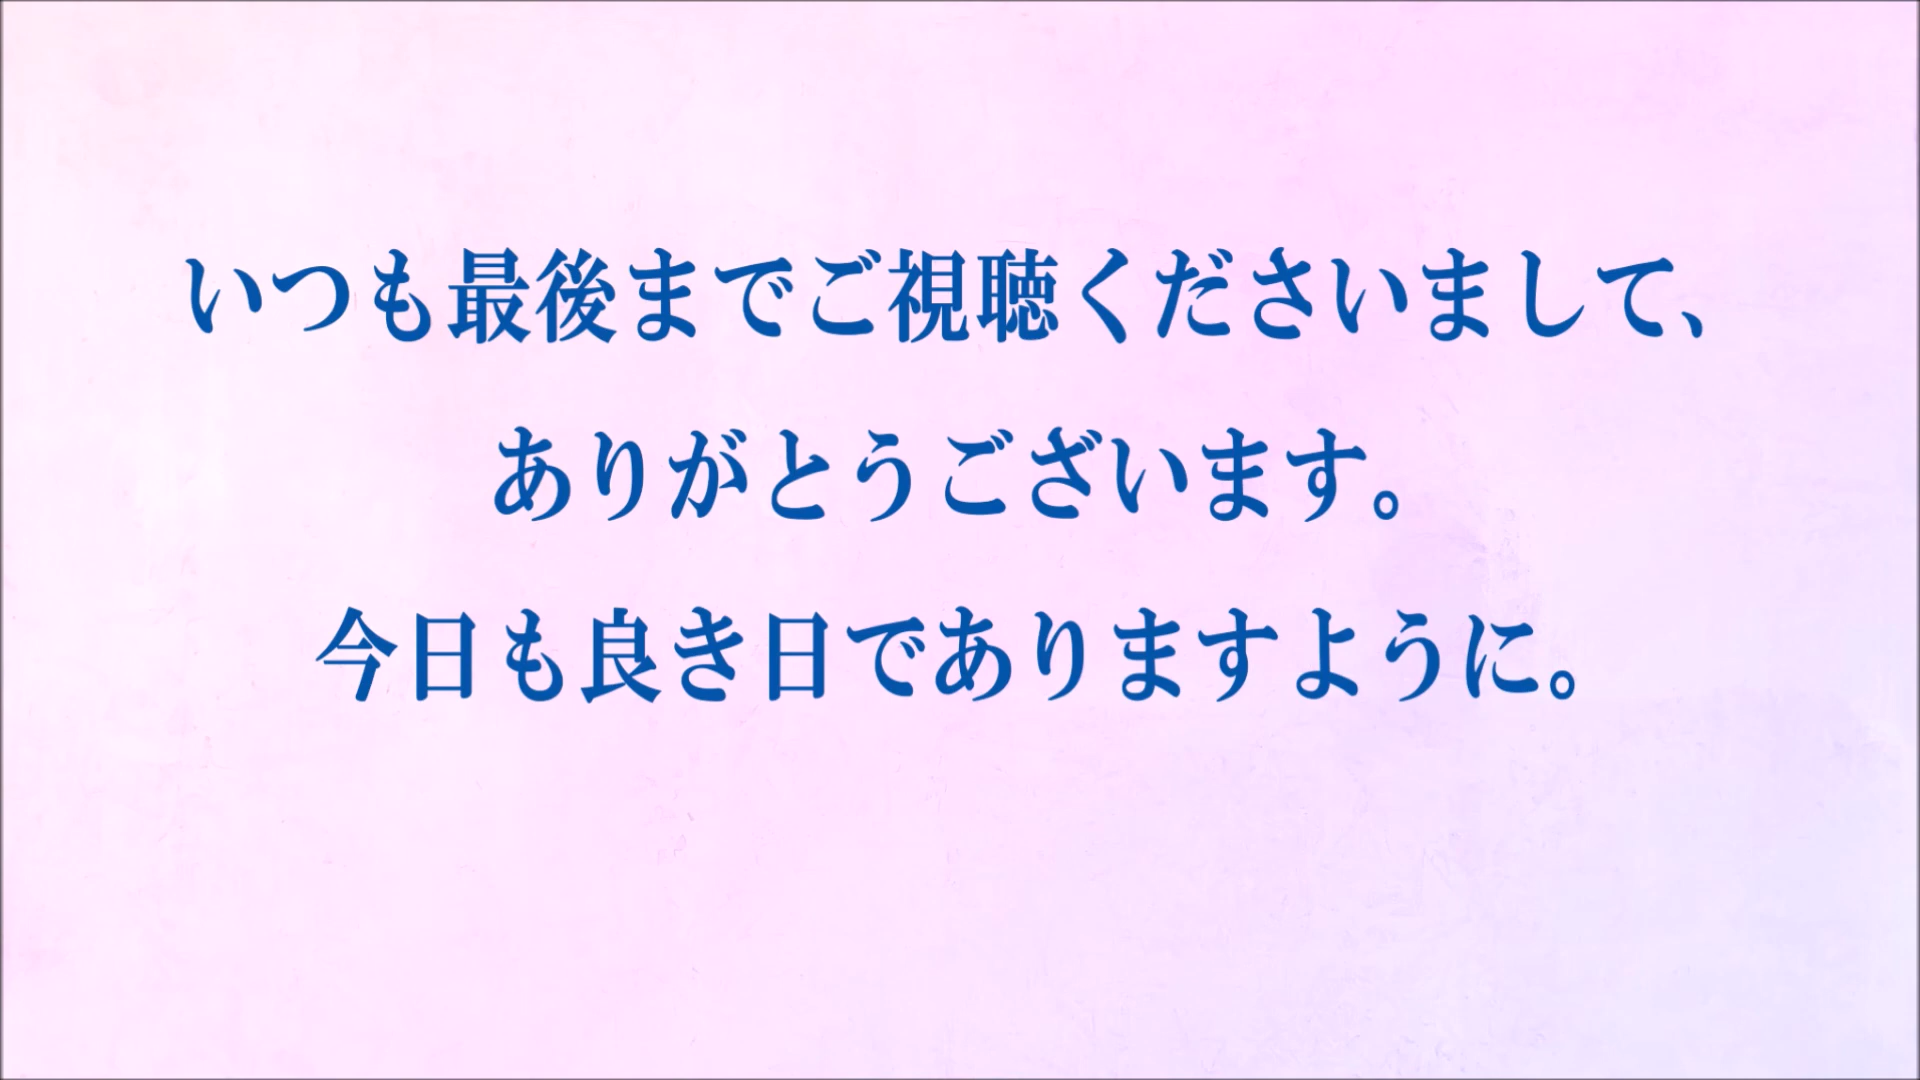 いつも最後までご視聴くださいまして、
ありがとうございます。
今日も良き日でありますように。